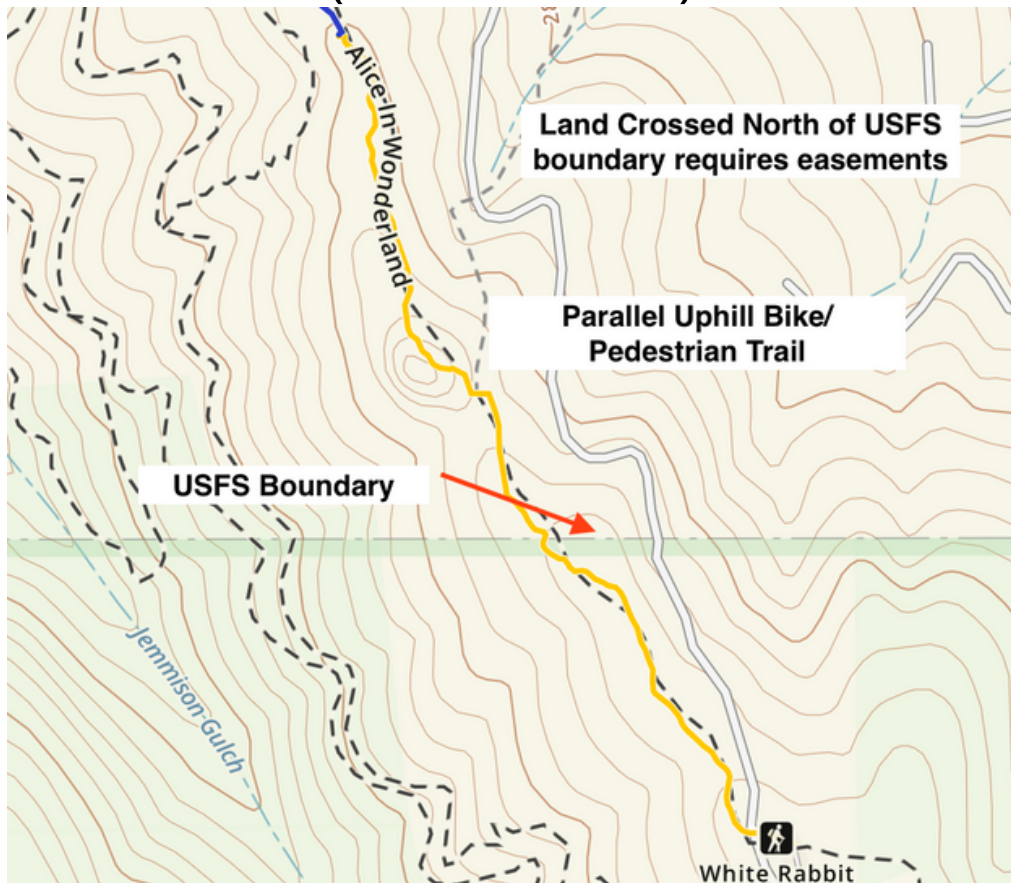 Alice-In-Wonderland
Land Crossed North of USFS
boundary requires easements
Parallel Uphill Bike/
Pedestrian Trail
USFS Boundary
Jemmison Gulch
White Rabbit